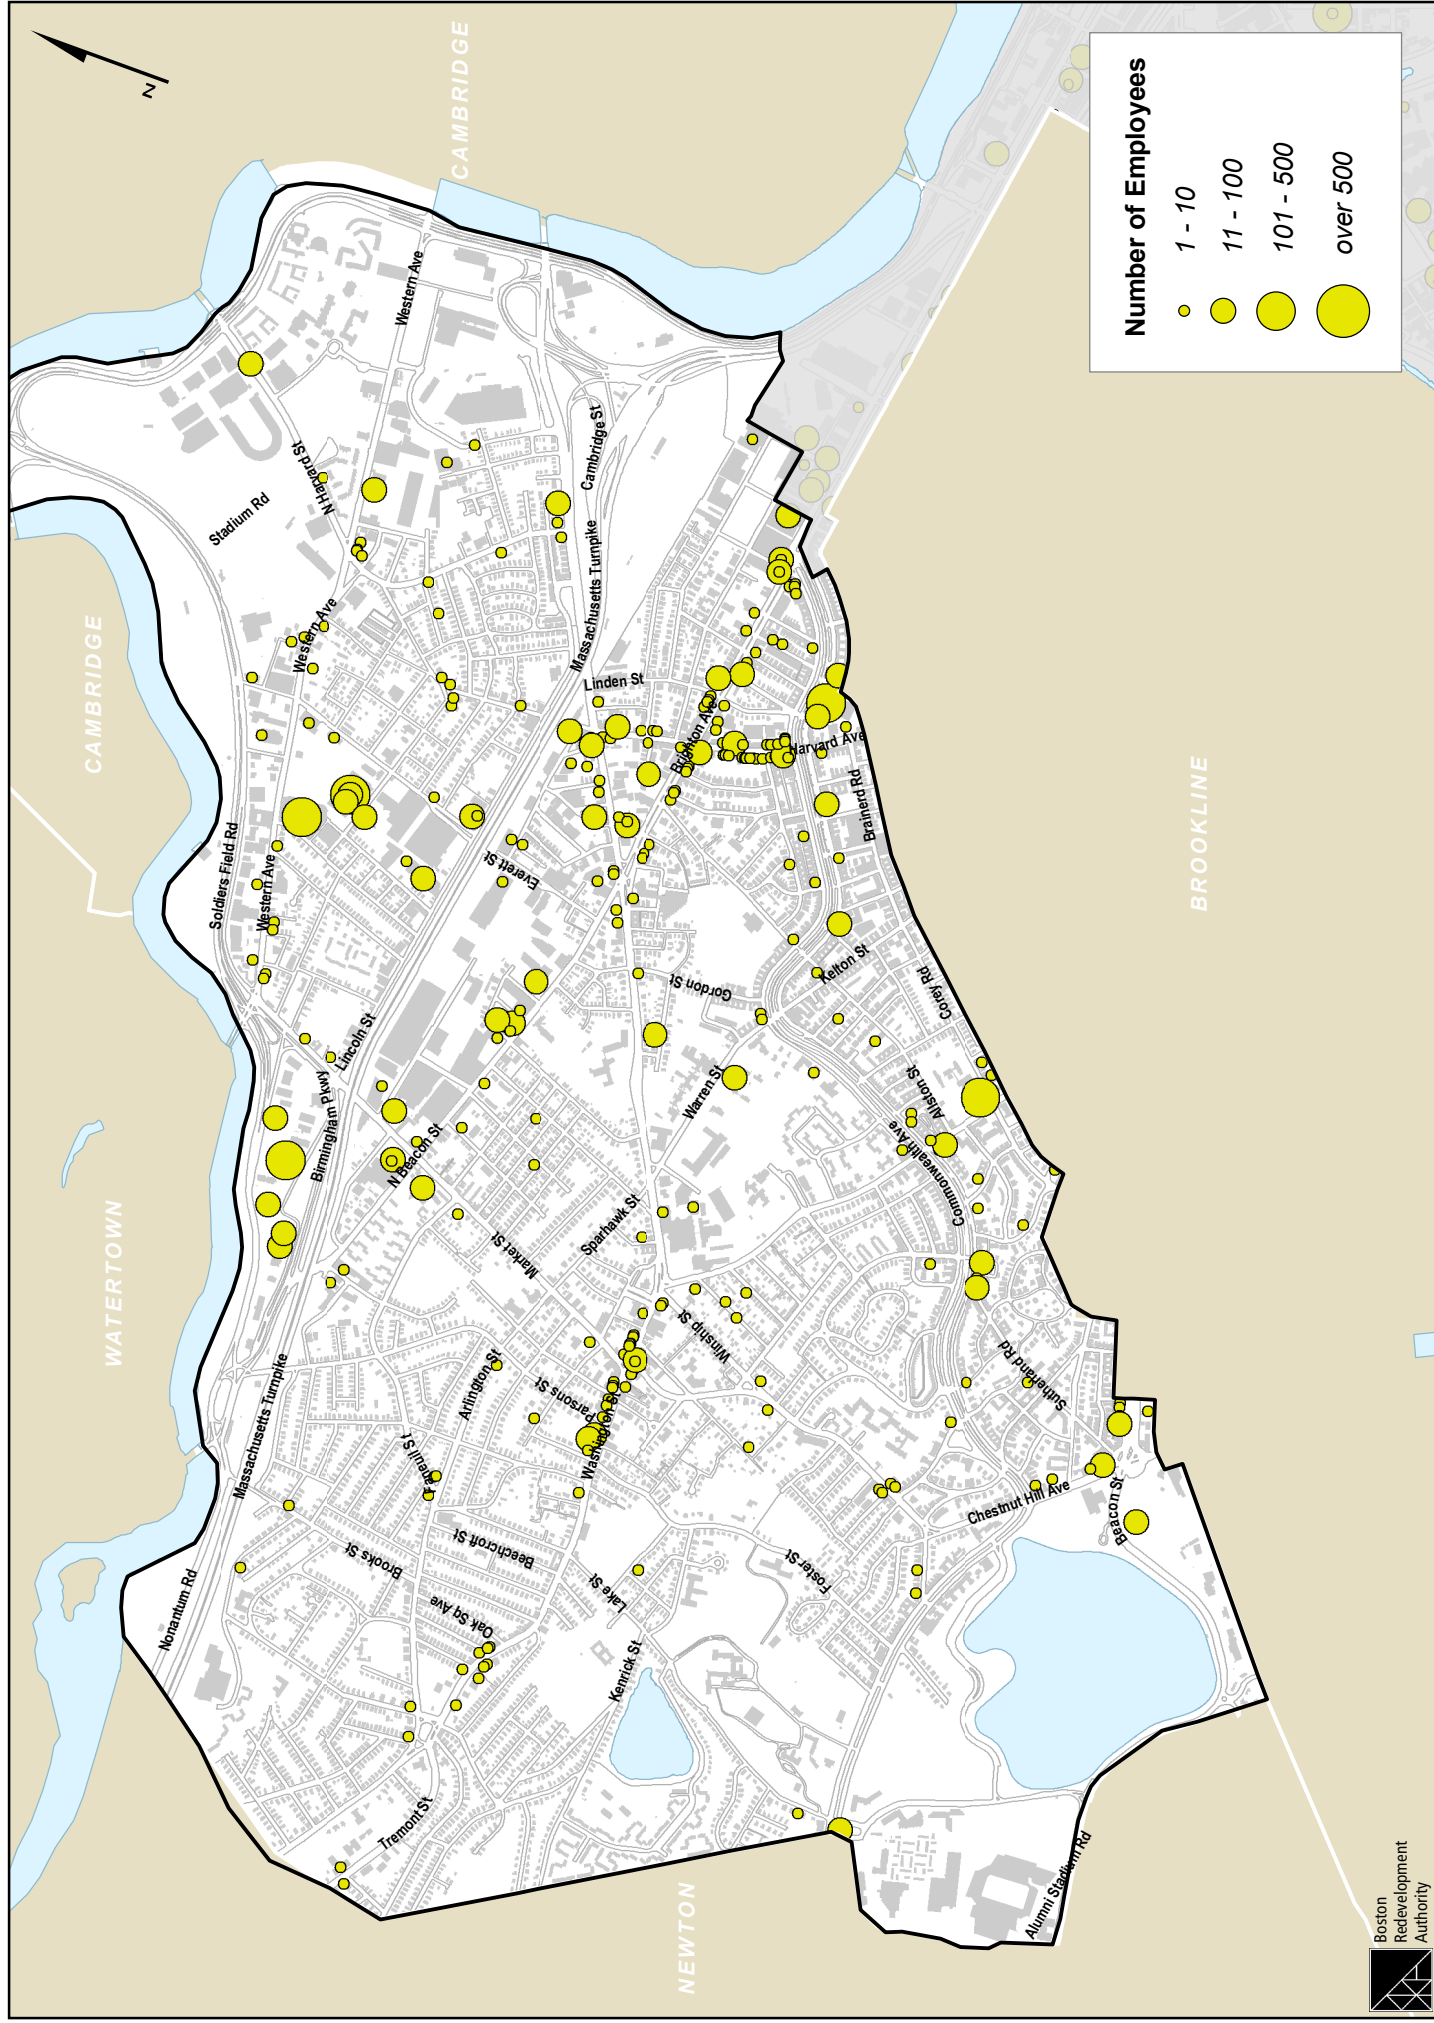 CAMBRIDGE
CAMBRIDGE
WATERTOWN
NEWTON
BROOKLINE
N
Stadium Rd
N Harvard St
Western Ave
Western Ave
Western Ave
Soldiers Field Rd
Cambridge St
Massachusetts Turnpike
Linden St
Brighton Ave
Harvard Ave
Brainerd Rd
Everett St
Lincoln St
Birmingham Pkwy
N Beacon St
Gordon St
Kelton St
Corey Rd
Warren St
Allston St
Commonwealth Ave
Sparhawk St
Market St
Winship St
Massachusetts Turnpike
Arlington St
Parsons St
Washington St
Faneuil St
Sutherland Rd
Chestnut Hill Ave
Beacon St
Nonantum Rd
Brooks St
Beechcroft St
Oak Sq Ave
Lake St
Foster St
Kenrick St
Tremont St
Alumni Stadium Rd
Number of Employees
1 - 10
11 - 100
101 - 500
over 500
Boston
Redevelopment
Authority